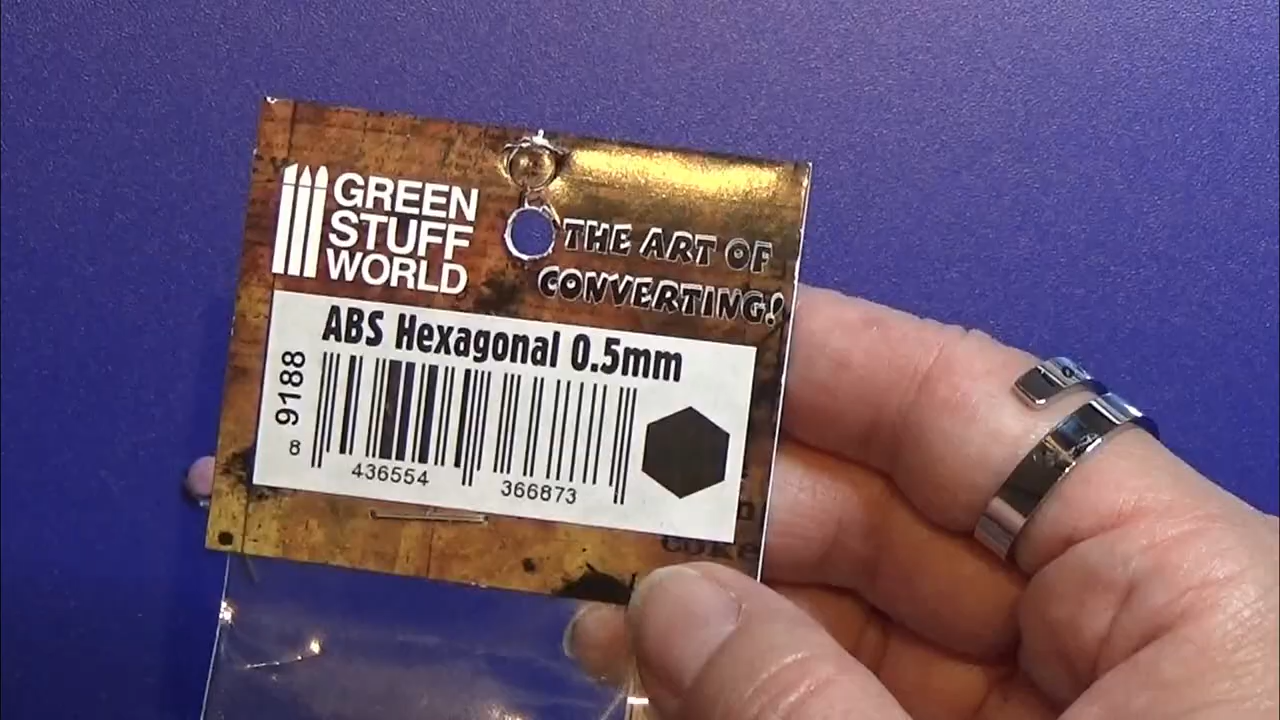 GREEN
STUFF
WORLD
THE ART OF
CONVERTING!
ABS Hexagonal 0.5mm
9188
8 436554 366873